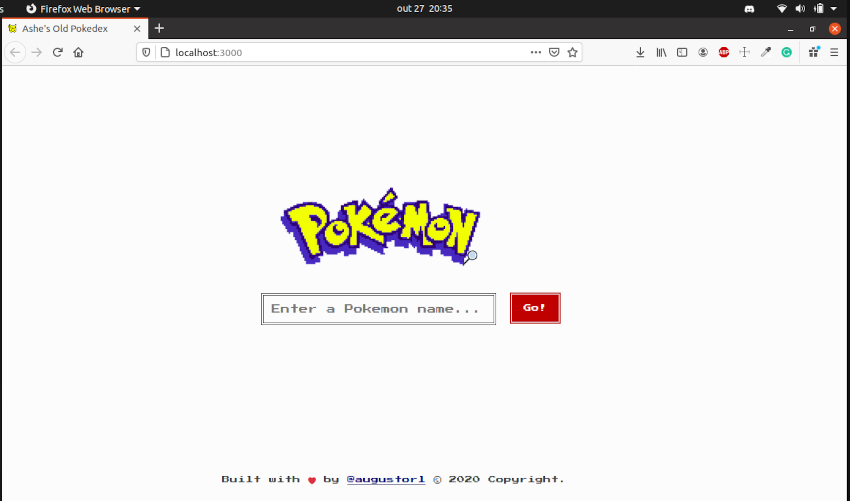 s Firefox Web Browser out 27 20:35
Ashe's Old Pokedex
localhost:3000
ABP
POKéMON
Enter a Pokemon name... Go!
Built with ❤ by @augustorl © 2020 Copyright.